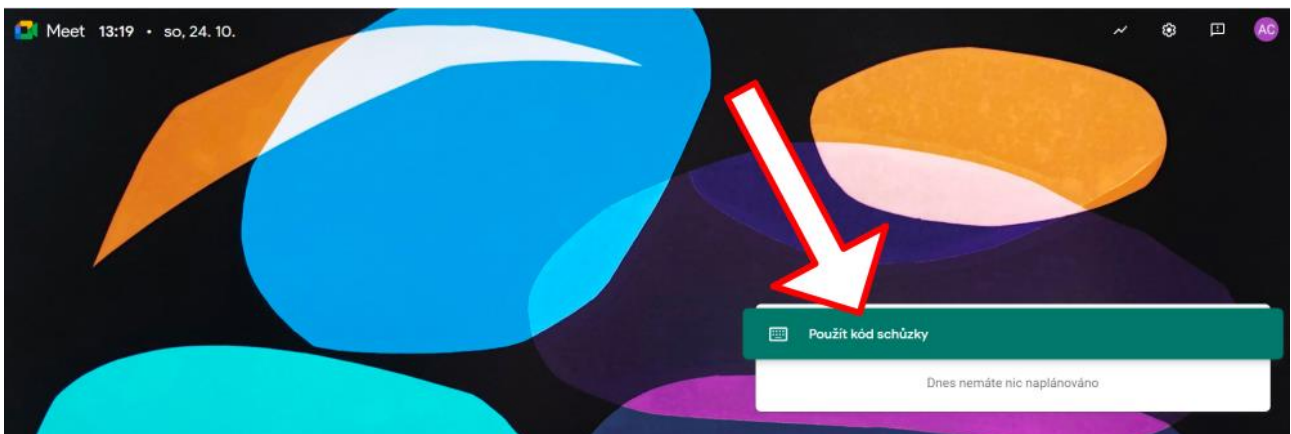 Meet 13:19 • so, 24. 10.
AC
Použít kód schůzky
Dnes nemáte nic naplánováno